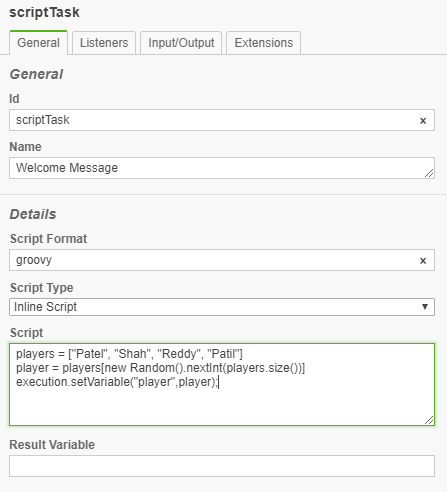 scriptTask
General
Listeners
Input/Output
Extensions
General
Id
scriptTask ×
Name
Welcome Message
Details
Script Format
groovy ×
Script Type
Inline Script ▼
Script
players = ["Patel", "Shah", "Reddy", "Patil"]
player = players[new Random().nextInt(players.size())]
execution.setVariable("player",player);
Result Variable